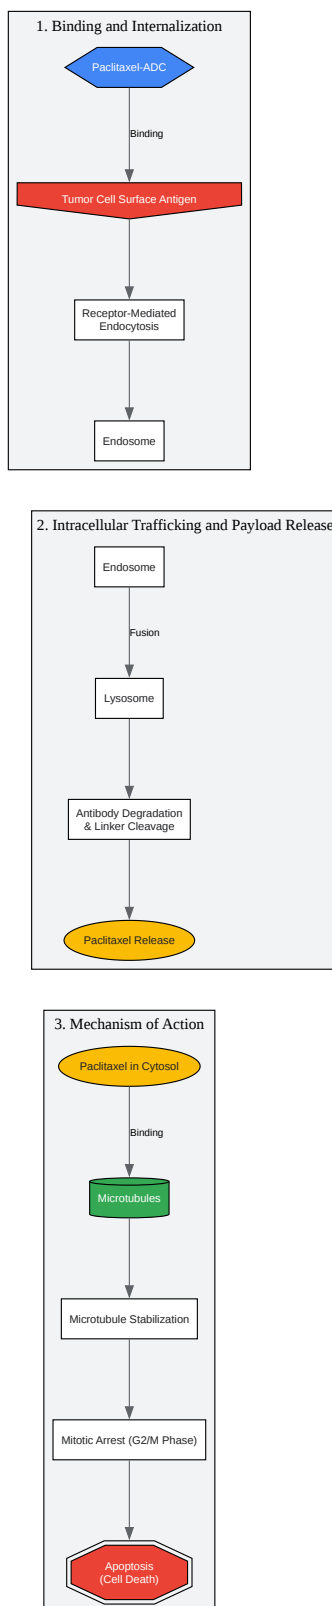 1. Binding and Internalization
Paclitaxel-ADC
Binding
Tumor Cell Surface Antigen
Receptor-Mediated
Endocytosis
Endosome
2. Intracellular Trafficking and Payload Release
Endosome
Fusion
Lysosome
Antibody Degradation
& Linker Cleavage
Paclitaxel Release
3. Mechanism of Action
Paclitaxel in Cytosol
Binding
Microtubules
Microtubule Stabilization
Mitotic Arrest (G2/M Phase)
Apoptosis
(Cell Death)